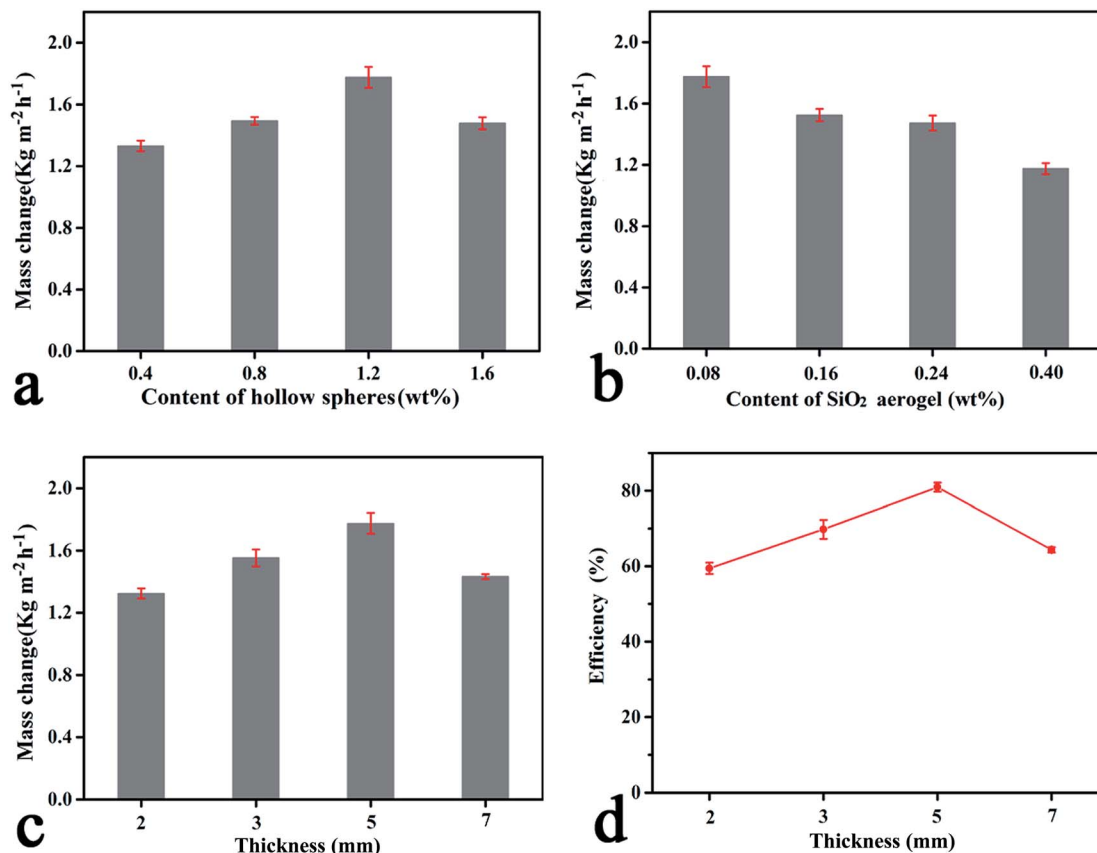 2.0
1.6
1.2
0.8
0.4
0.0
Mass change(Kg m⁻²h⁻¹)
0.4 0.8 1.2 1.6
Content of hollow spheres(wt%)
a
2.0
1.6
1.2
0.8
0.4
0.0
Mass change(Kg m⁻²h⁻¹)
0.08 0.16 0.24 0.40
Content of SiO₂ aerogel (wt%)
b
2.0
1.6
1.2
0.8
0.4
0.0
Mass change(Kg m⁻²h⁻¹)
2 3 5 7
Thickness (mm)
c
80
60
40
20
0
Efficiency (%)
2 3 5 7
Thickness (mm)
d